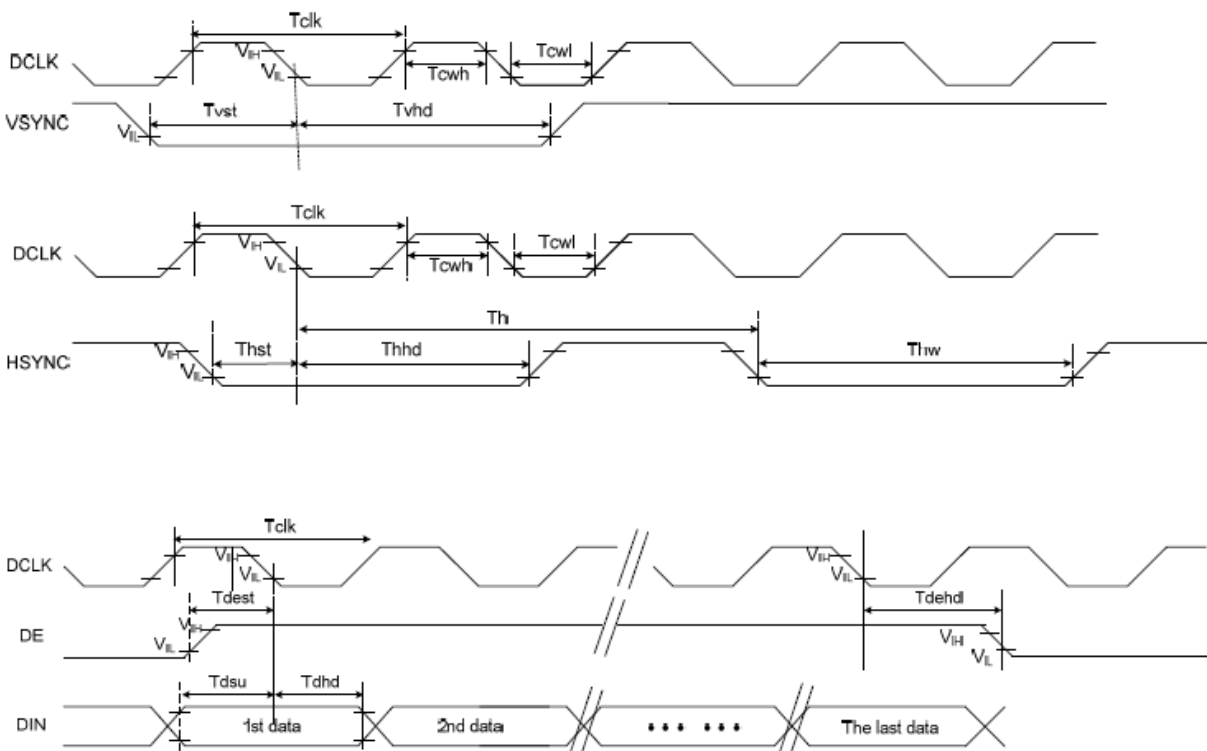 Tclk
DCLK
VIH
VIL
Tcwh
Tcwl
VSYNC
VIL
Tvst
Tvhd
Tclk
DCLK
VIH
VIL
Tcwh
Tcwl
Th
HSYNC
VIH
VIL
Thst
Thhd
Thw
Tclk
DCLK
VIH
VIL
VIH
VIL
Tdest
Tdehd
DE
VIH
VIL
VIH
VIL
Tdsu
Tdhd
DIN
1st data
2nd data
••• •••
The last data